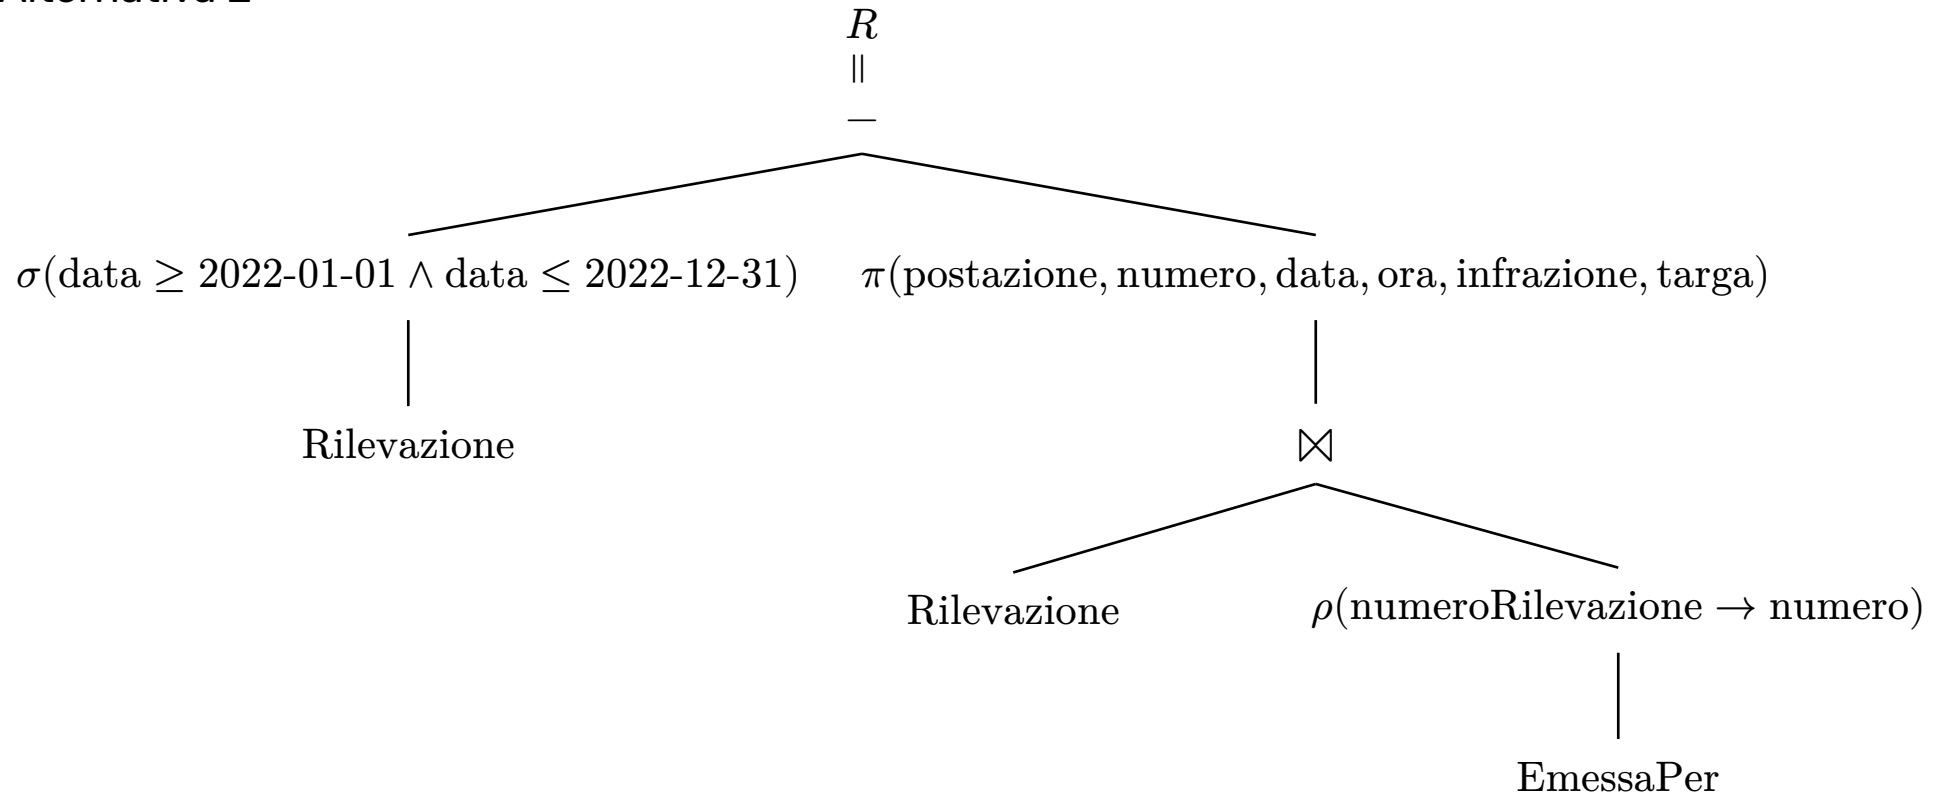 R
=
−
σ(data ≥ 2022-01-01 ∧ data ≤ 2022-12-31) π(postazione, numero, data, ora, infrazione, targa)
Rilevazione
⋈
Rilevazione ρ(numeroRilevazione → numero)
EmessaPer